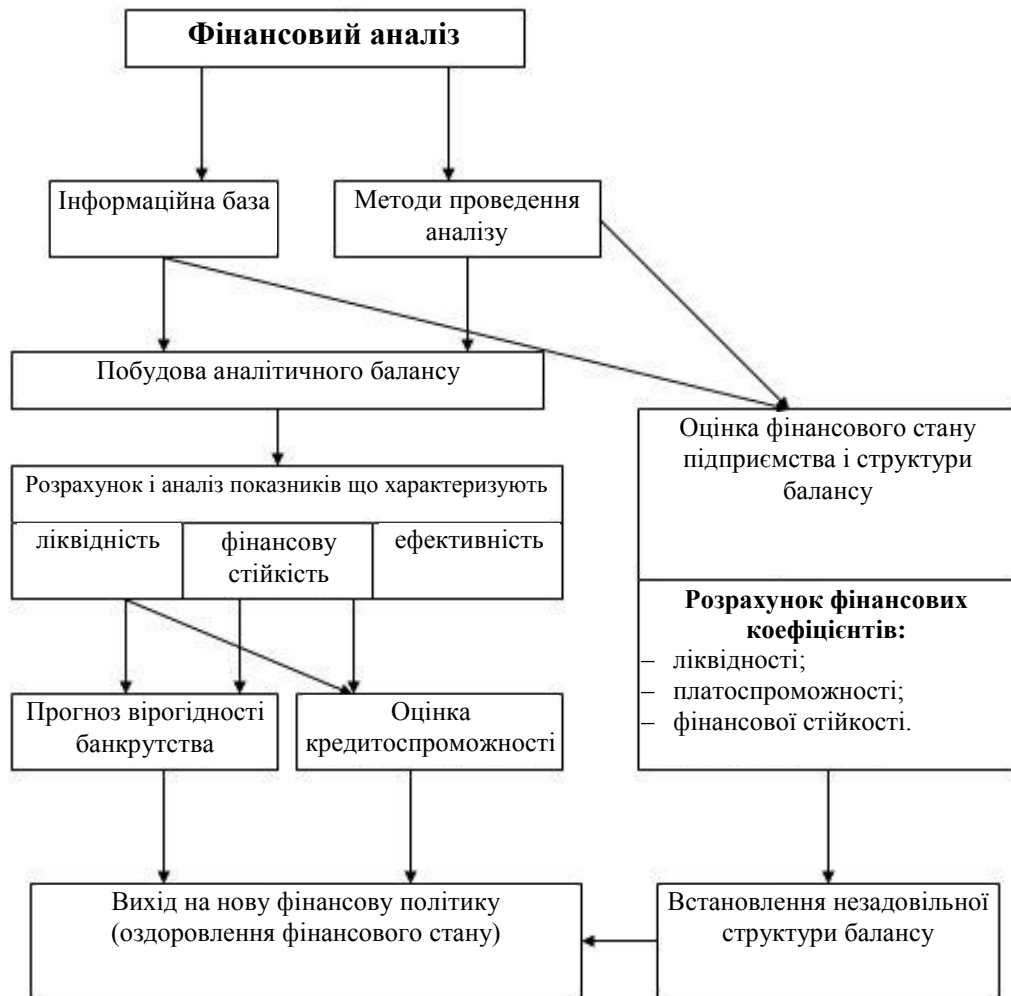 Фінансовий аналіз
Інформаційна база
Методи проведення
аналізу
Побудова аналітичного балансу
Розрахунок і аналіз показників що характеризують
ліквідність
фінансову
стійкість
ефективність
Прогноз вірогідності
банкрутства
Оцінка
кредитоспроможності
Оцінка фінансового стану
підприємства і структури
балансу
Розрахунок фінансових
коефіцієнтів:
– ліквідності;
– платоспроможності;
– фінансової стійкості.
Вихід на нову фінансову політику
(оздоровлення фінансового стану)
Встановлення незадовільної
структури балансу